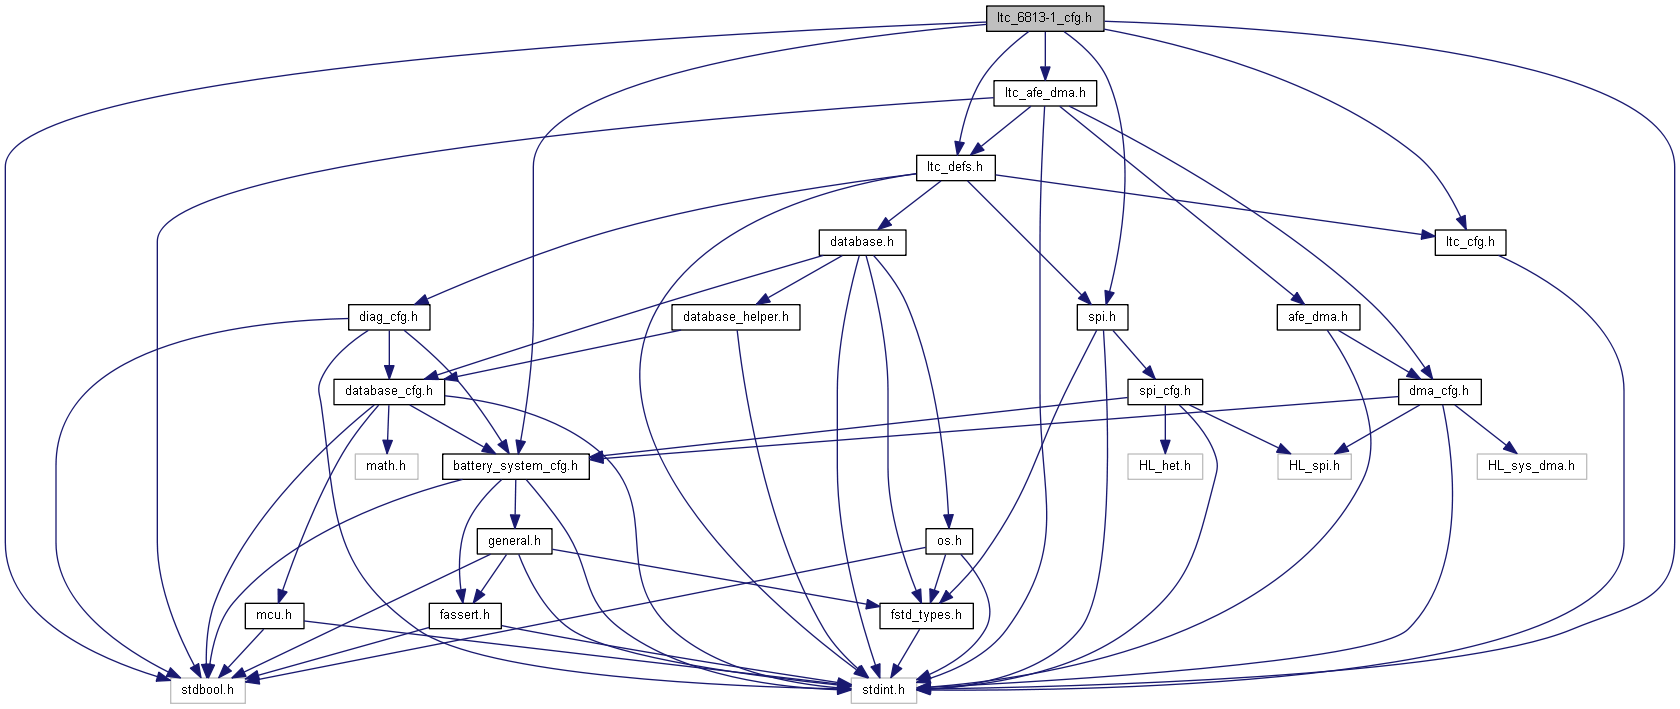 ltc_6813-1_cfg.h
ltc_afe_dma.h
ltc_defs.h
database.h
ltc_cfg.h
diag_cfg.h
database_helper.h
spi.h
afe_dma.h
database_cfg.h
spi_cfg.h
dma_cfg.h
math.h
battery_system_cfg.h
HL_het.h
HL_spi.h
HL_sys_dma.h
general.h
os.h
mcu.h
fassert.h
fstd_types.h
stdbool.h
stdint.h